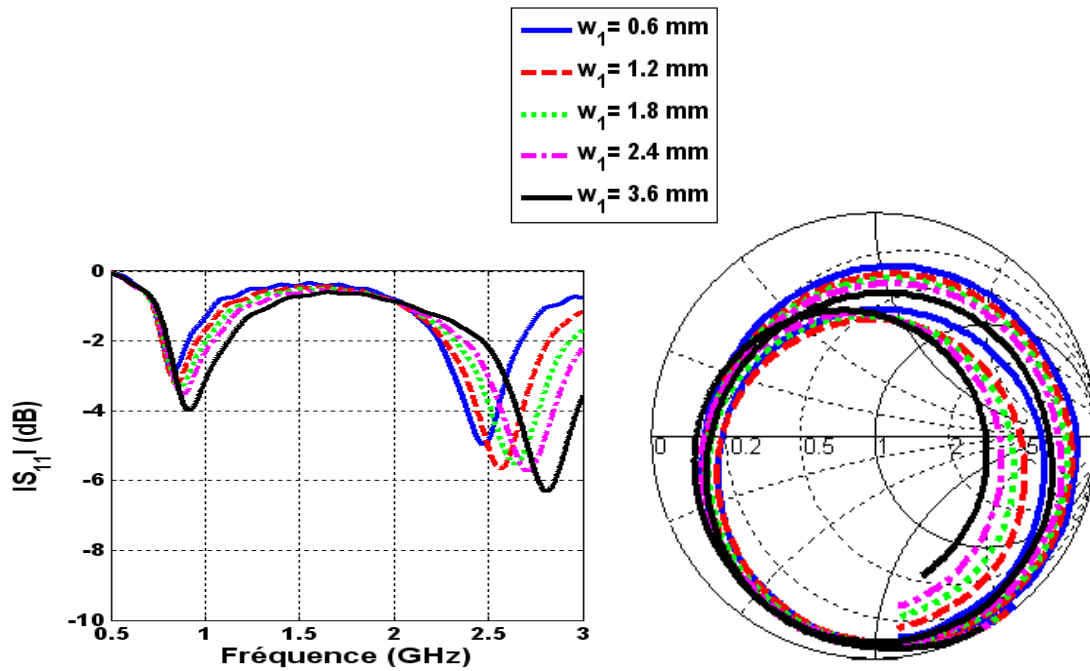 w1= 0.6 mm
w1= 1.2 mm
w1= 1.8 mm
w1= 2.4 mm
w1= 3.6 mm
|S11| (dB)
0
-2
-4
-6
-8
-10
0.5 1 1.5 2 2.5 3
Fréquence (GHz)
0 0.2 0.5 1 2 5